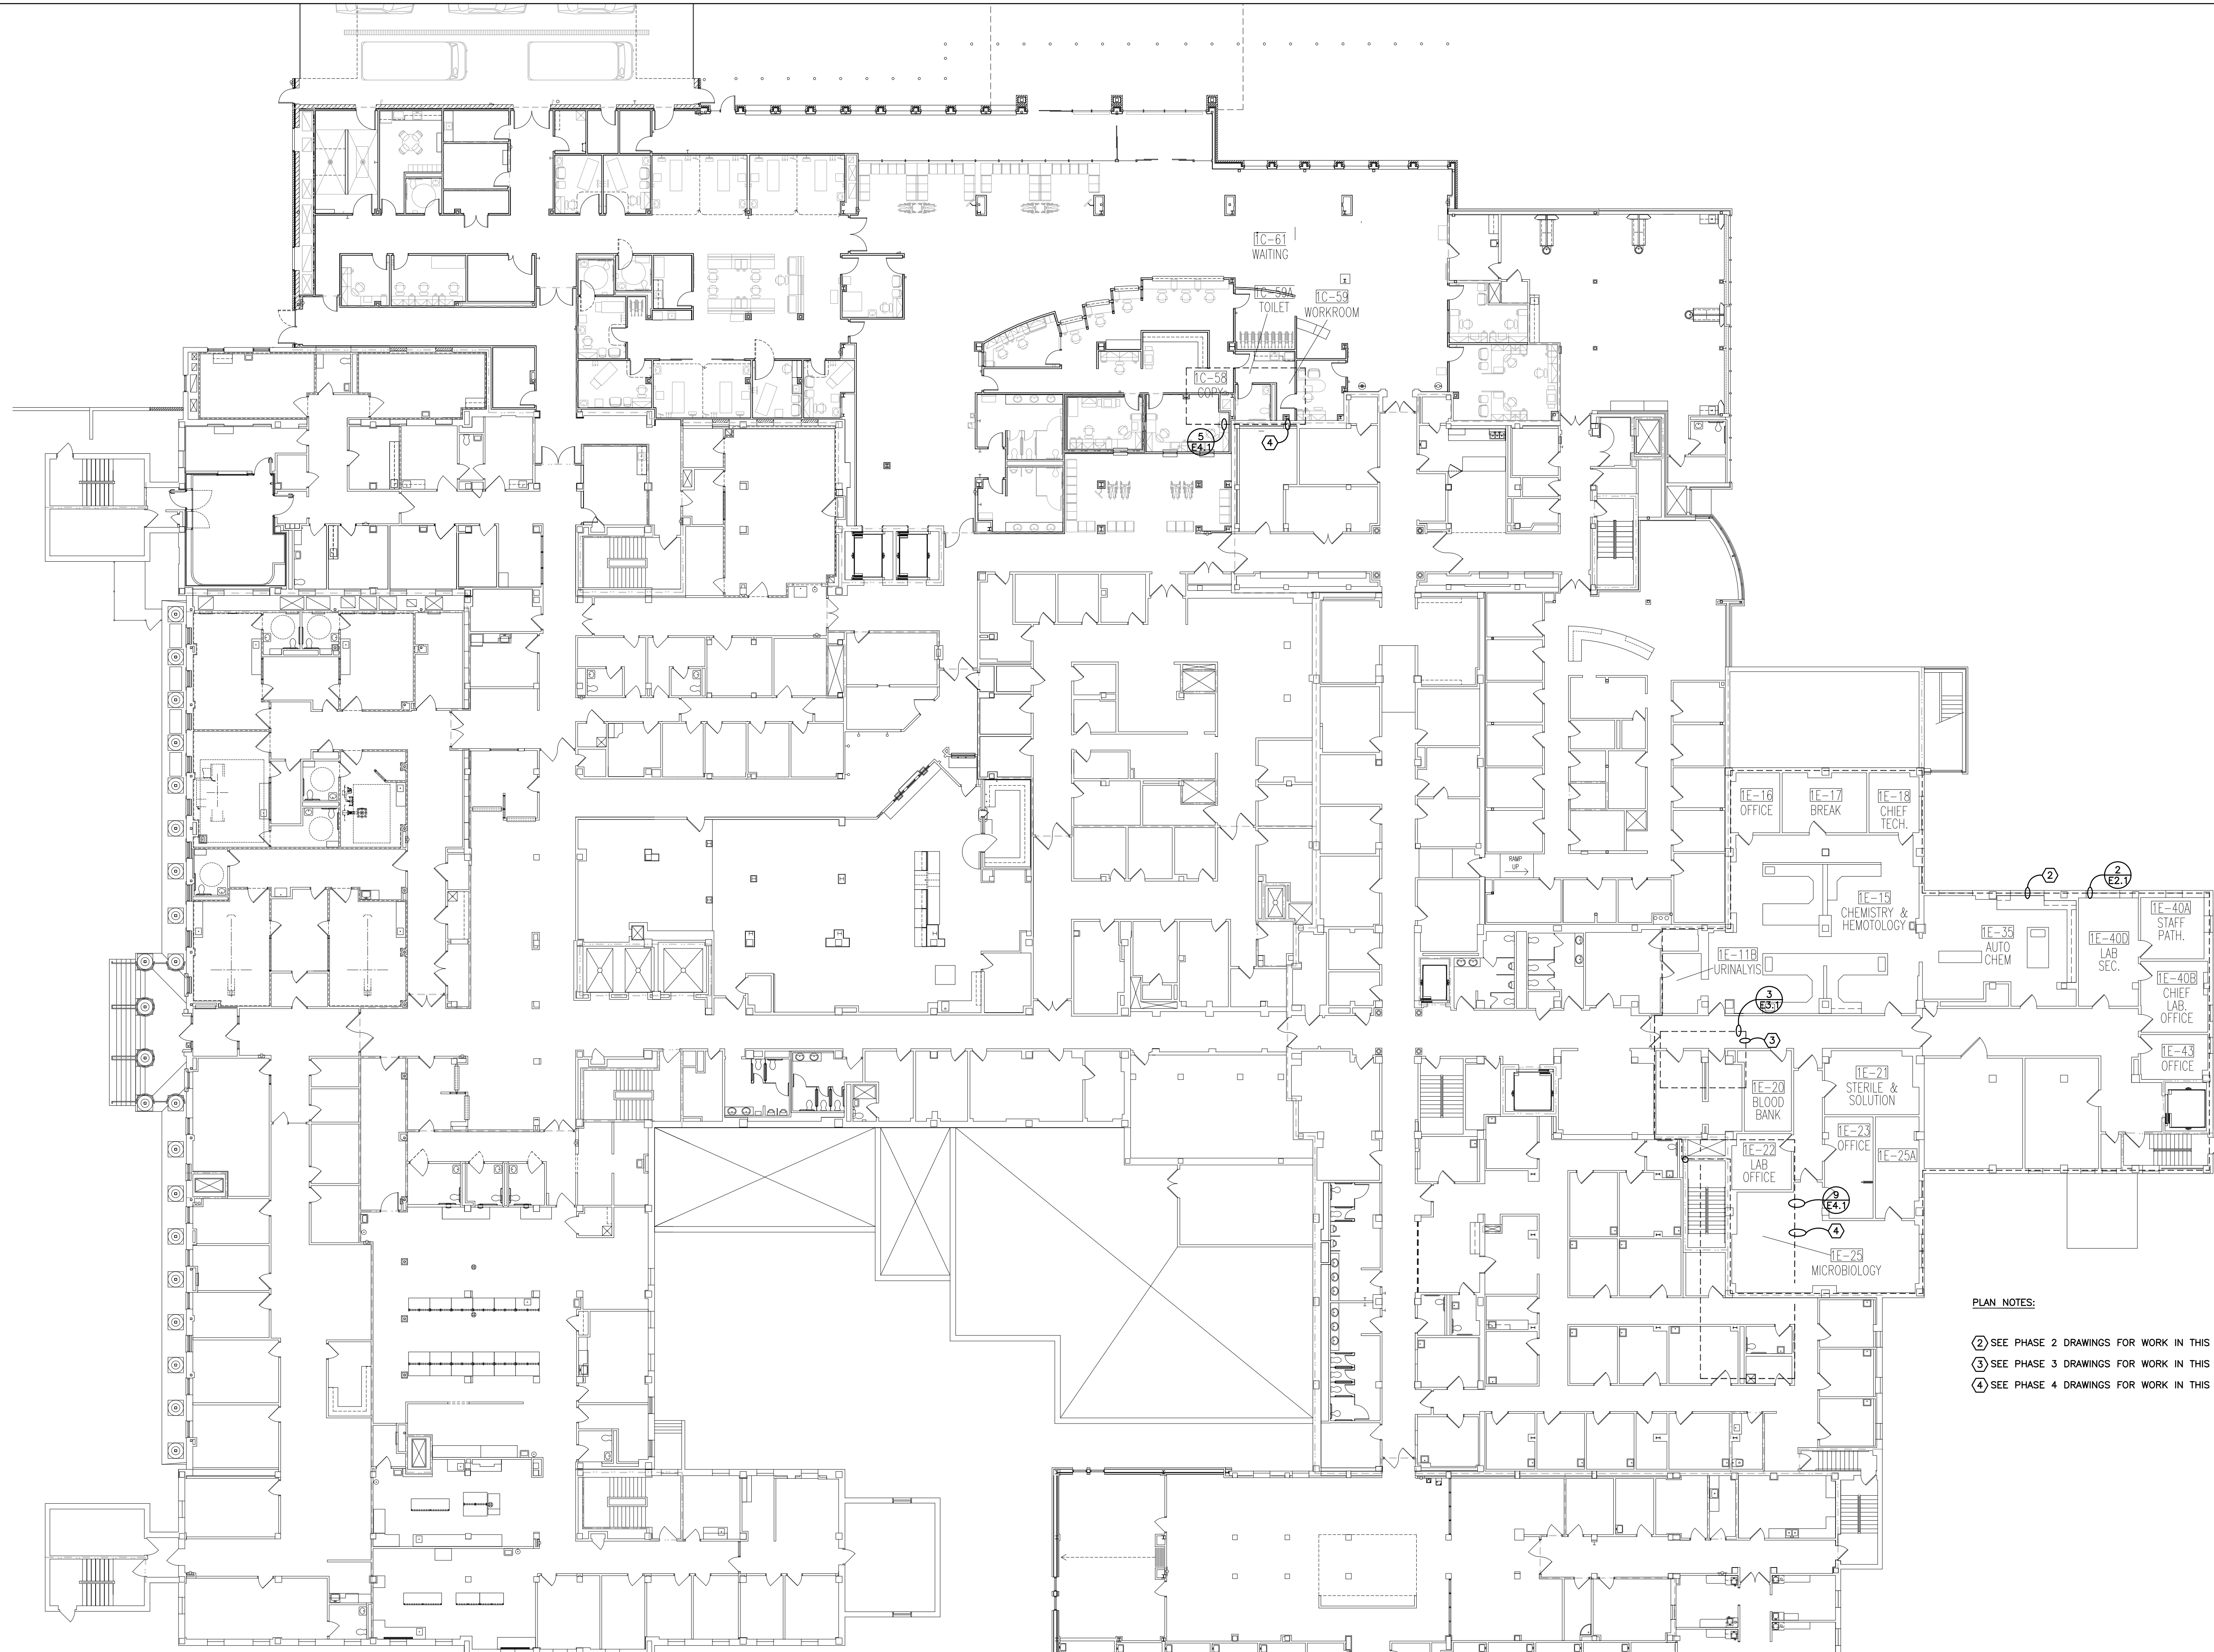 1C-61
WAITING
1C-59A
TOILET
1C-59
WORKROOM
1C-58
COPY
5
E4.1
4
1E-16
OFFICE
1E-17
BREAK
1E-18
CHIEF
TECH.
RAMP
UP
1E-15
CHEMISTRY &
HEMOTOLOGY
2
2
E2.1
1E-40A
STAFF
PATH.
1E-35
AUTO
CHEM
1E-40D
LAB
SEC.
1E-11B
URINALYIS
1E-40B
CHIEF
LAB.
OFFICE
3
E3.1
3
1E-43
OFFICE
1E-21
STERILE &
SOLUTION
1E-20
BLOOD
BANK
1E-23
OFFICE
1E-22
LAB
OFFICE
1E-25A
9
E4.1
4
1E-25
MICROBIOLOGY
PLAN NOTES:
2 SEE PHASE 2 DRAWINGS FOR WORK IN THIS
3 SEE PHASE 3 DRAWINGS FOR WORK IN THIS
4 SEE PHASE 4 DRAWINGS FOR WORK IN THIS